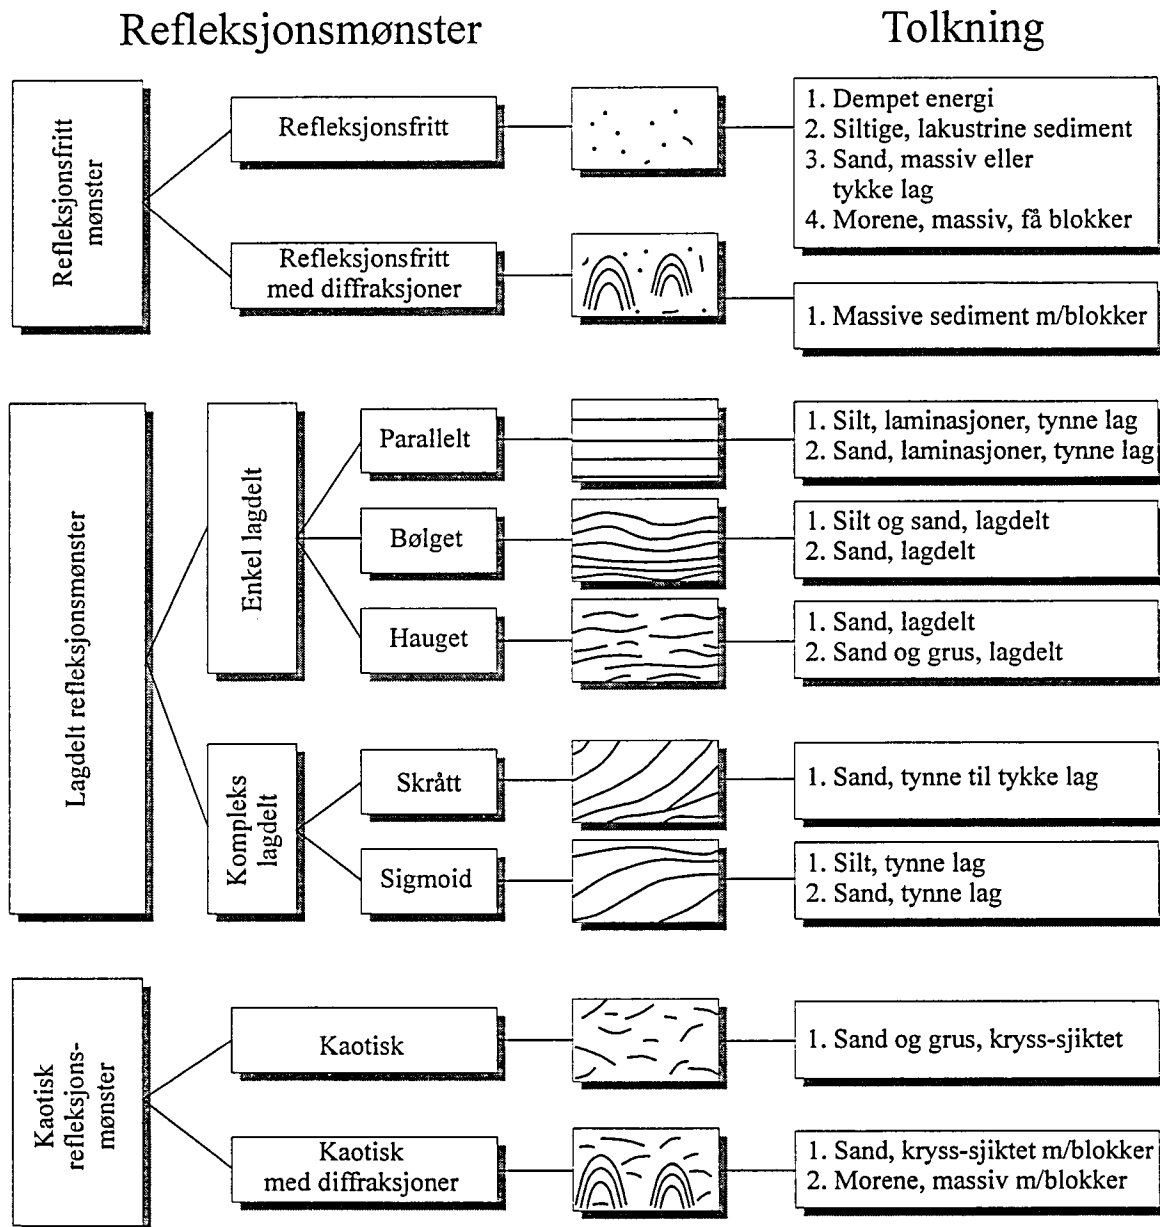 Refleksjonsmønster
Tolkning
Refleksjonsfritt
mønster
Refleksjonsfritt
1. Dempet energi
2. Siltige, lakustrine sediment
3. Sand, massiv eller
tykke lag
4. Morene, massiv, få blokker
Refleksjonsfritt
med diffraksjoner
1. Massive sediment m/blokker
Lagdelt refleksjonsmønster
Enkel lagdelt
Parallelt
1. Silt, laminasjoner, tynne lag
2. Sand, laminasjoner, tynne lag
Bølget
1. Silt og sand, lagdelt
2. Sand, lagdelt
Hauget
1. Sand, lagdelt
2. Sand og grus, lagdelt
Kompleks
lagdelt
Skrått
1. Sand, tynne til tykke lag
Sigmoid
1. Silt, tynne lag
2. Sand, tynne lag
Kaotisk
refleksjons-
mønster
Kaotisk
1. Sand og grus, kryss-sjiktet
Kaotisk
med diffraksjoner
1. Sand, kryss-sjiktet m/blokker
2. Morene, massiv m/blokker